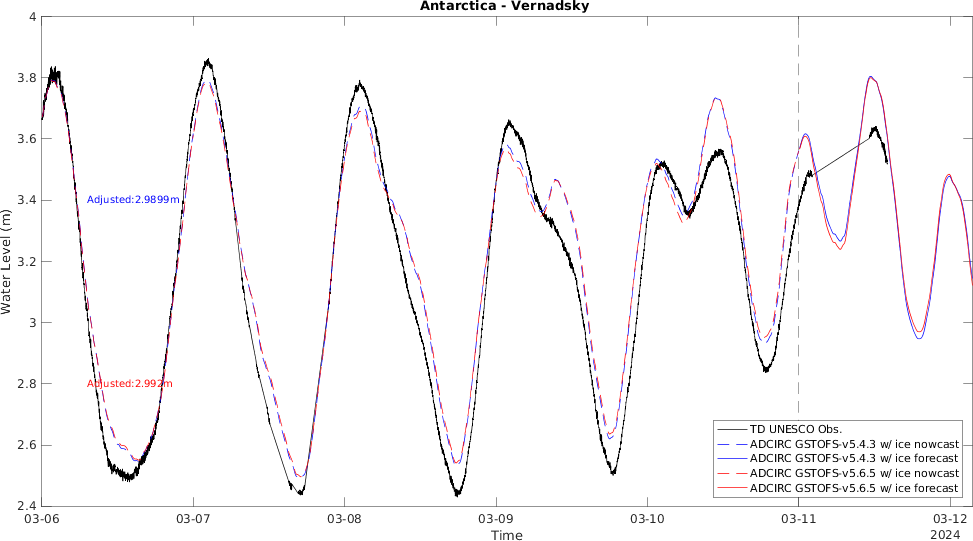 Antarctica - Vernadsky
4
3.8
3.6
3.4
3.2
3
2.8
2.6
2.4
Water Level (m)
Adjusted:2.9899m
Adjusted:2.992m
TD UNESCO Obs.
ADCIRC GSTOFS-v5.4.3 w/ ice nowcast
ADCIRC GSTOFS-v5.4.3 w/ ice forecast
ADCIRC GSTOFS-v5.6.5 w/ ice nowcast
ADCIRC GSTOFS-v5.6.5 w/ ice forecast
03-06 03-07 03-08 03-09 03-10 03-11 03-12
Time
2024